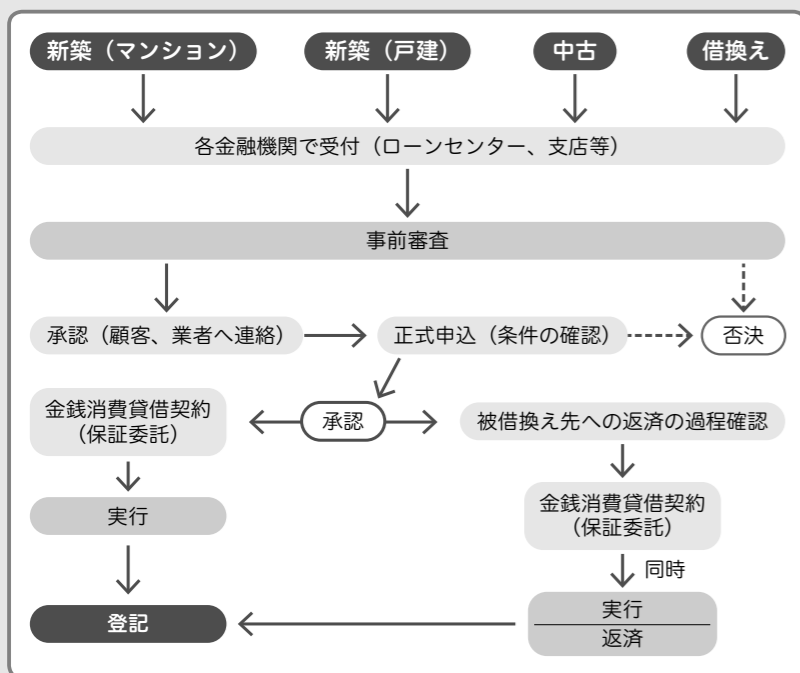 新築（マンション）
新築（戸建）
中古
借換え
各金融機関で受付（ローンセンター、支店等）
事前審査
承認（顧客、業者へ連絡）
正式申込（条件の確認）
否決
金銭消費貸借契約
（保証委託）
承認
被借換え先への返済の過程確認
実行
金銭消費貸借契約
（保証委託）
同時
登記
実行
返済